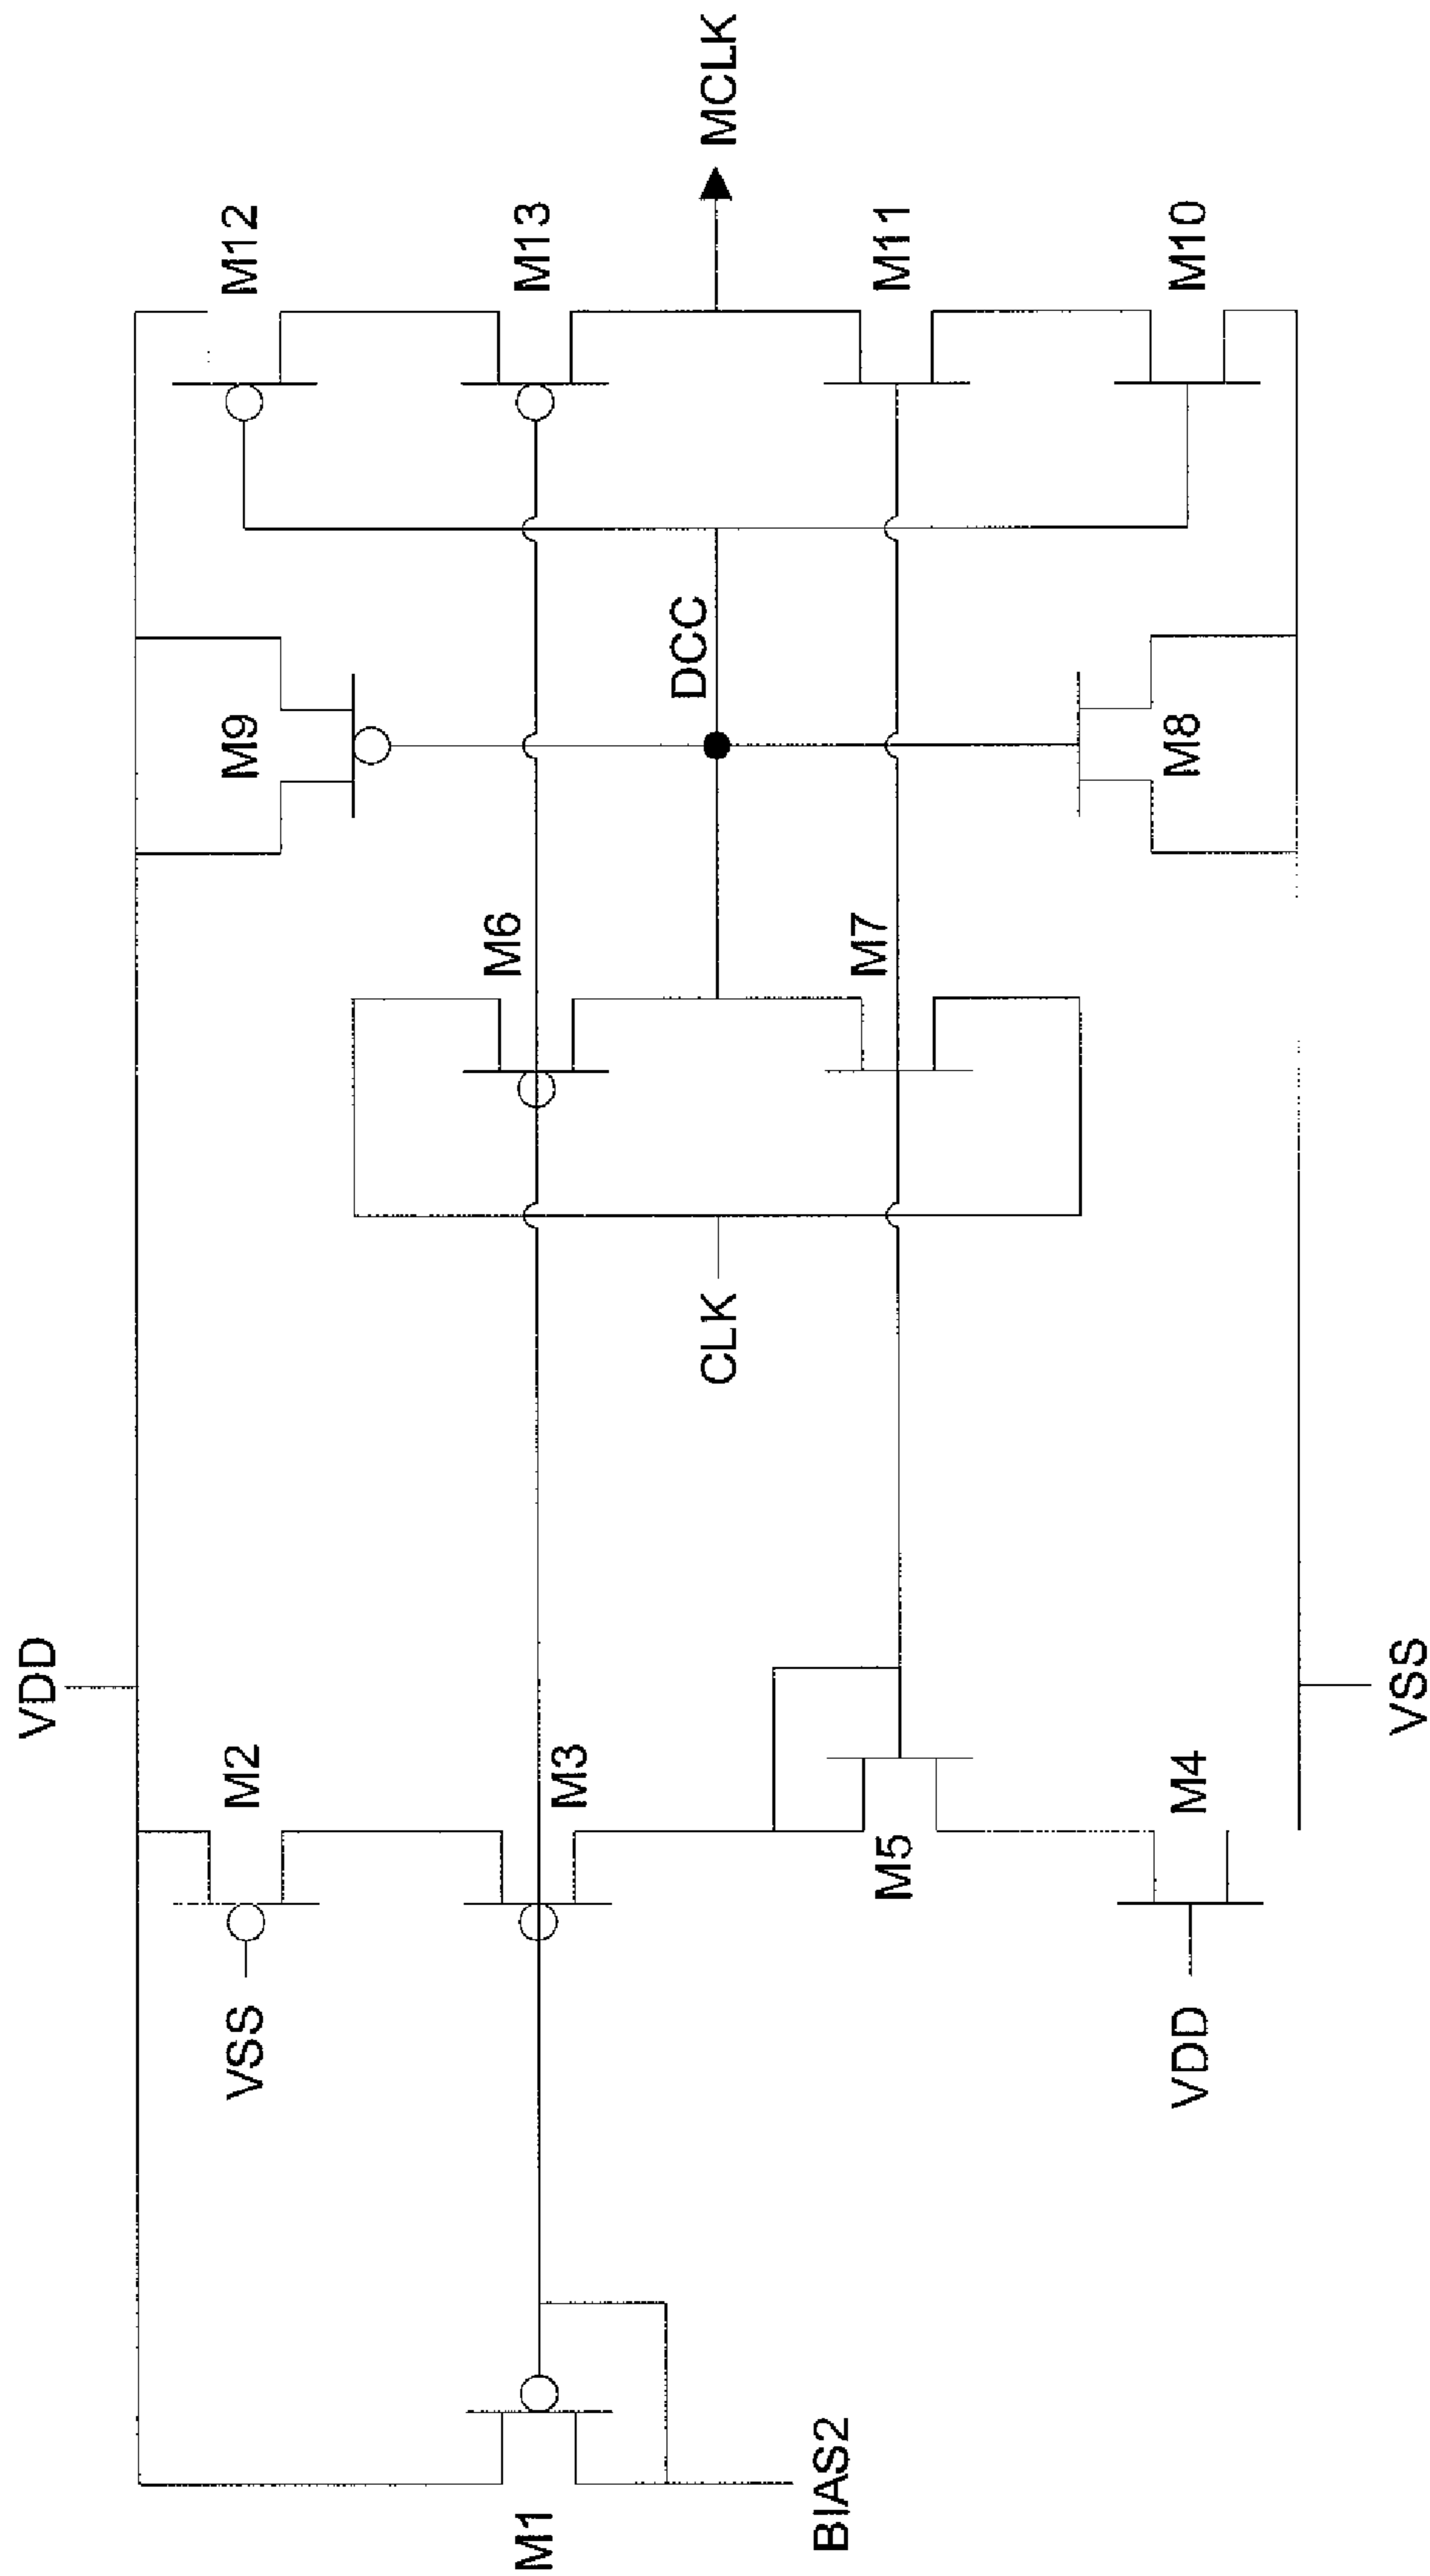 VDD
M12
M2
M9
VSS
M13
M6
M3
M1
DCC
MCLK
CLK
BIAS2
M7
M11
M5
M8
M10
M4
VDD
VSS